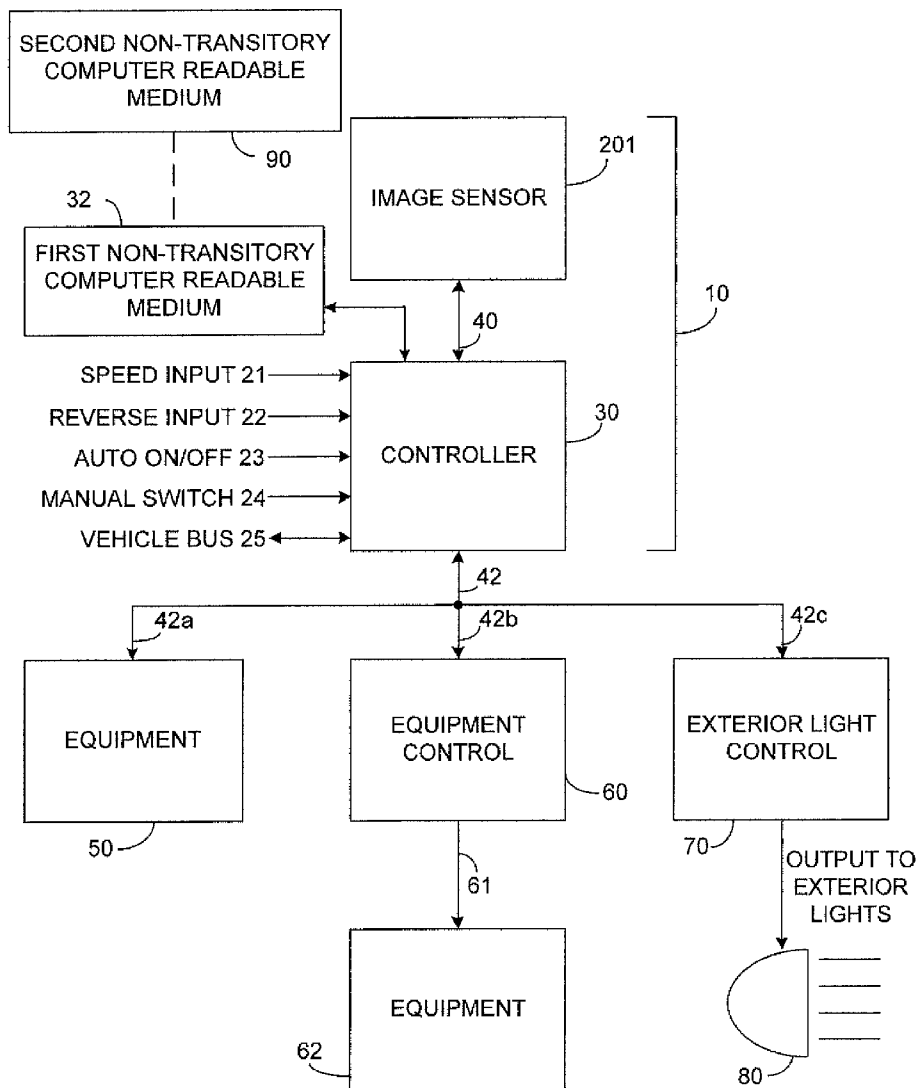 SECOND NON-TRANSITORY
COMPUTER READABLE
MEDIUM
90
201
32
IMAGE SENSOR
FIRST NON-TRANSITORY
COMPUTER READABLE
MEDIUM
10
40
SPEED INPUT 21
REVERSE INPUT 22
30
AUTO ON/OFF 23
CONTROLLER
MANUAL SWITCH 24
VEHICLE BUS 25
42
42a
42b
42c
EQUIPMENT
EQUIPMENT
CONTROL
EXTERIOR LIGHT
CONTROL
60
50
70
61
OUTPUT TO
EXTERIOR
LIGHTS
EQUIPMENT
62
80